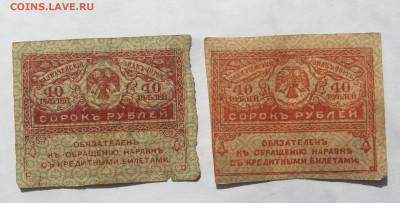 COINS.LAVE.RU
40 40
РУБЛЕЙ РУБЛЕЙ
СОРОКЪ РУБЛЕЙ
ОБЯЗАТЕЛЕНЪ
КЪ ОБРАЩЕНІЮ НАРАВНѢ
СЪ КРЕДИТНЫМИ БИЛЕТАМИ.
40 40
РУБЛЕЙ РУБЛЕЙ
СОРОКЪ РУБЛЕЙ
ОБЯЗАТЕЛЕНЪ
КЪ ОБРАЩЕНІЮ НАРАВНѢ
СЪ КРЕДИТНЫМИ БИЛЕТАМИ.